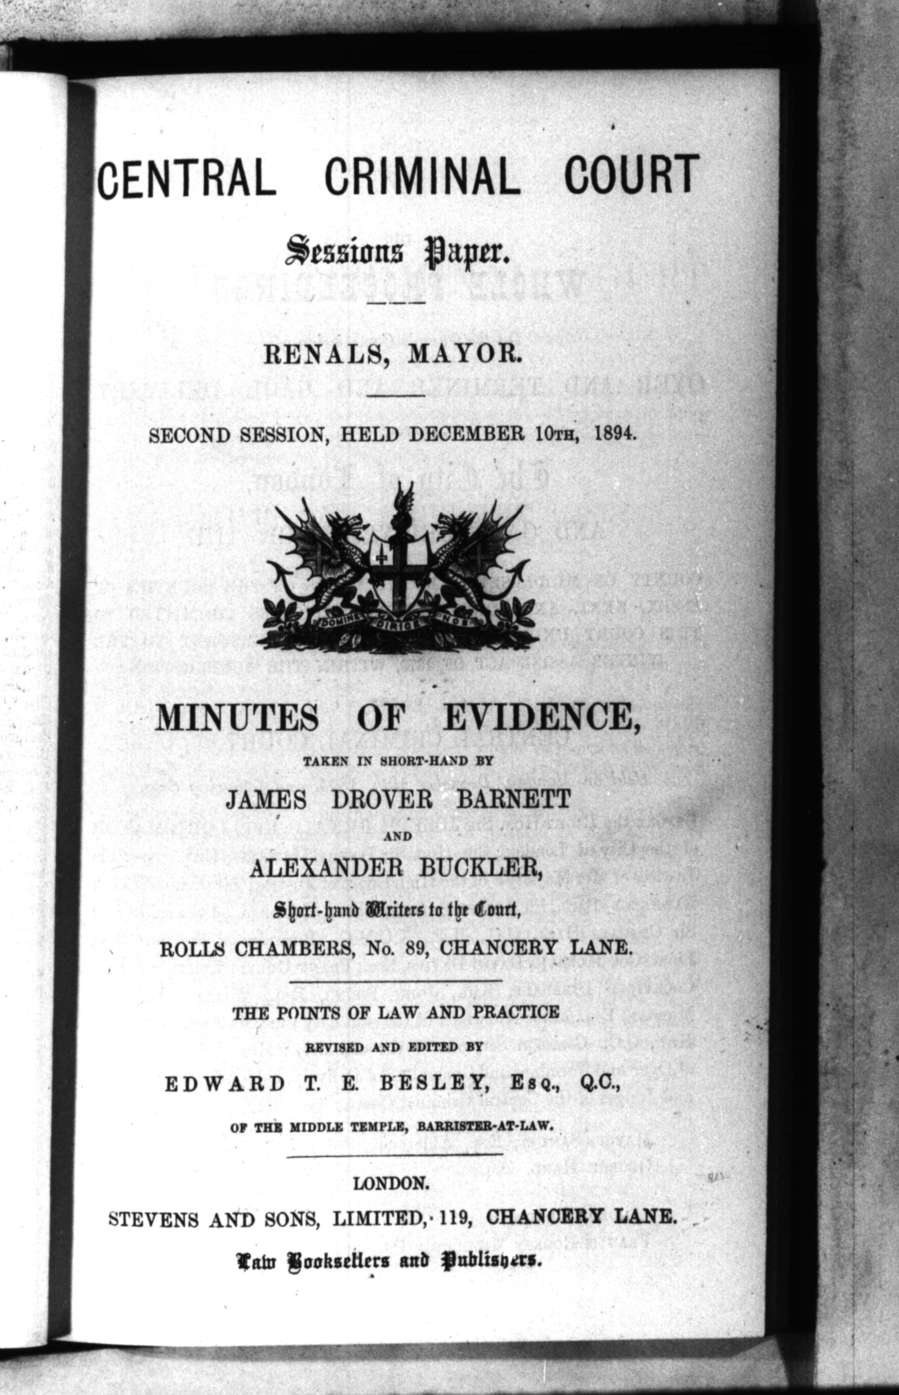 CENTRAL CRIMINAL COURT
Sessions Paper.
RENALS, MAYOR.
SECOND SESSION, HELD DECEMBER 10TH, 1894.
DOMINE DIRIGE NOS
MINUTES OF EVIDENCE,
TAKEN IN SHORT-HAND BY
JAMES DROVER BARNETT
AND
ALEXANDER BUCKLER,
Short-hand Writers to the Court,
ROLLS CHAMBERS, No. 89, CHANCERY LANE.
THE POINTS OF LAW AND PRACTICE
REVISED AND EDITED BY
EDWARD T. E. BESLEY, ESQ., Q.C.,
OF THE MIDDLE TEMPLE, BARRISTER-AT-LAW.
LONDON.
STEVENS AND SONS, LIMITED, 119, CHANCERY LANE.
Law Booksellers and Publishers.